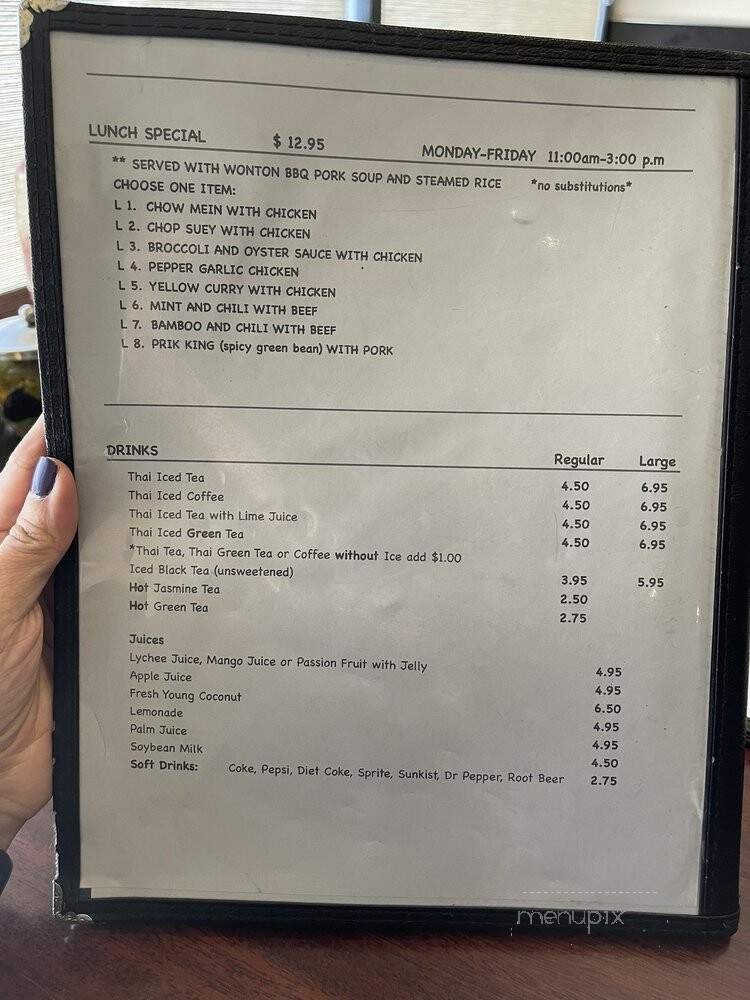 LUNCH SPECIAL $ 12.95 MONDAY-FRIDAY 11:00am-3:00 p.m
** SERVED WITH WONTON BBQ PORK SOUP AND STEAMED RICE *no substitutions*
CHOOSE ONE ITEM:
L 1. CHOW MEIN WITH CHICKEN
L 2. CHOP SUEY WITH CHICKEN
L 3. BROCCOLI AND OYSTER SAUCE WITH CHICKEN
L 4. PEPPER GARLIC CHICKEN
L 5. YELLOW CURRY WITH CHICKEN
L 6. MINT AND CHILI WITH BEEF
L 7. BAMBOO AND CHILI WITH BEEF
L 8. PRIK KING (spicy green bean) WITH PORK
DRINKS Regular Large
Thai Iced Tea 4.50 6.95
Thai Iced Coffee 4.50 6.95
Thai Iced Tea with Lime Juice 4.50 6.95
Thai Iced Green Tea 4.50 6.95
*Thai Tea, Thai Green Tea or Coffee without Ice add $1.00
Iced Black Tea (unsweetened) 3.95 5.95
Hot Jasmine Tea 2.50
Hot Green Tea 2.75
Juices
Lychee Juice, Mango Juice or Passion Fruit with Jelly 4.95
Apple Juice 4.95
Fresh Young Coconut 6.50
Lemonade 4.95
Palm Juice 4.95
Soybean Milk 4.50
Soft Drinks: Coke, Pepsi, Diet Coke, Sprite, Sunkist, Dr Pepper, Root Beer 2.75
menupix